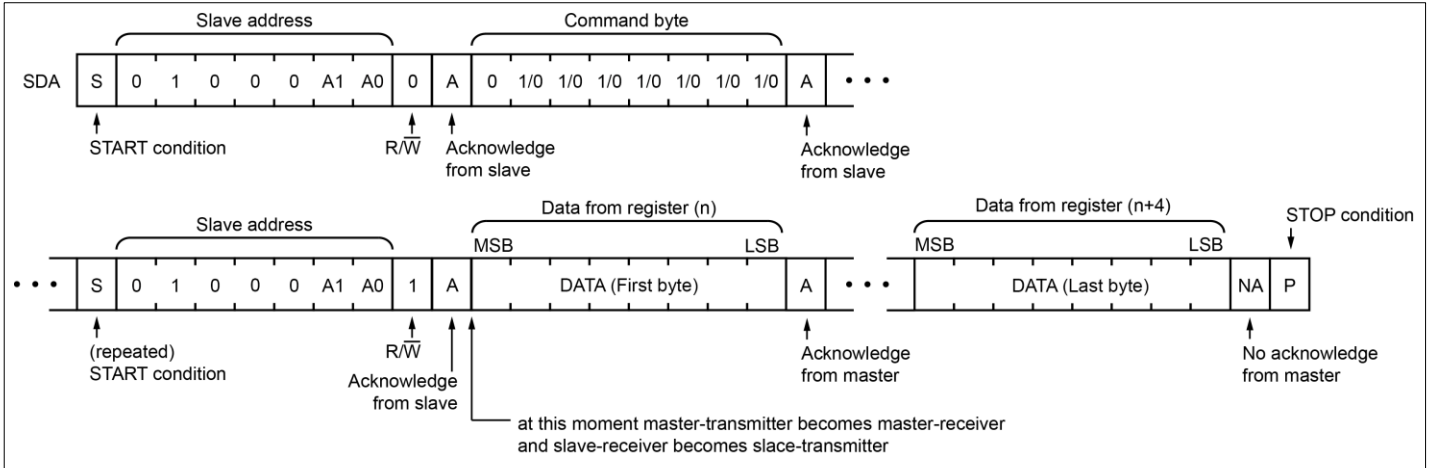 Slave address Command byte
SDA S 0 1 0 0 0 A1 A0 0 A 0 1/0 1/0 1/0 1/0 1/0 1/0 1/0 A • • •
START condition R/W̅ Acknowledge Acknowledge
from slave from slave
Slave address Data from register (n) Data from register (n+4) STOP condition
MSB LSB MSB LSB
• • • S 0 1 0 0 0 A1 A0 1 A DATA (First byte) A • • • DATA (Last byte) NA P
(repeated) R/W̅ Acknowledge No acknowledge
START condition Acknowledge from master from master
from slave
at this moment master-transmitter becomes master-receiver
and slave-receiver becomes slace-transmitter